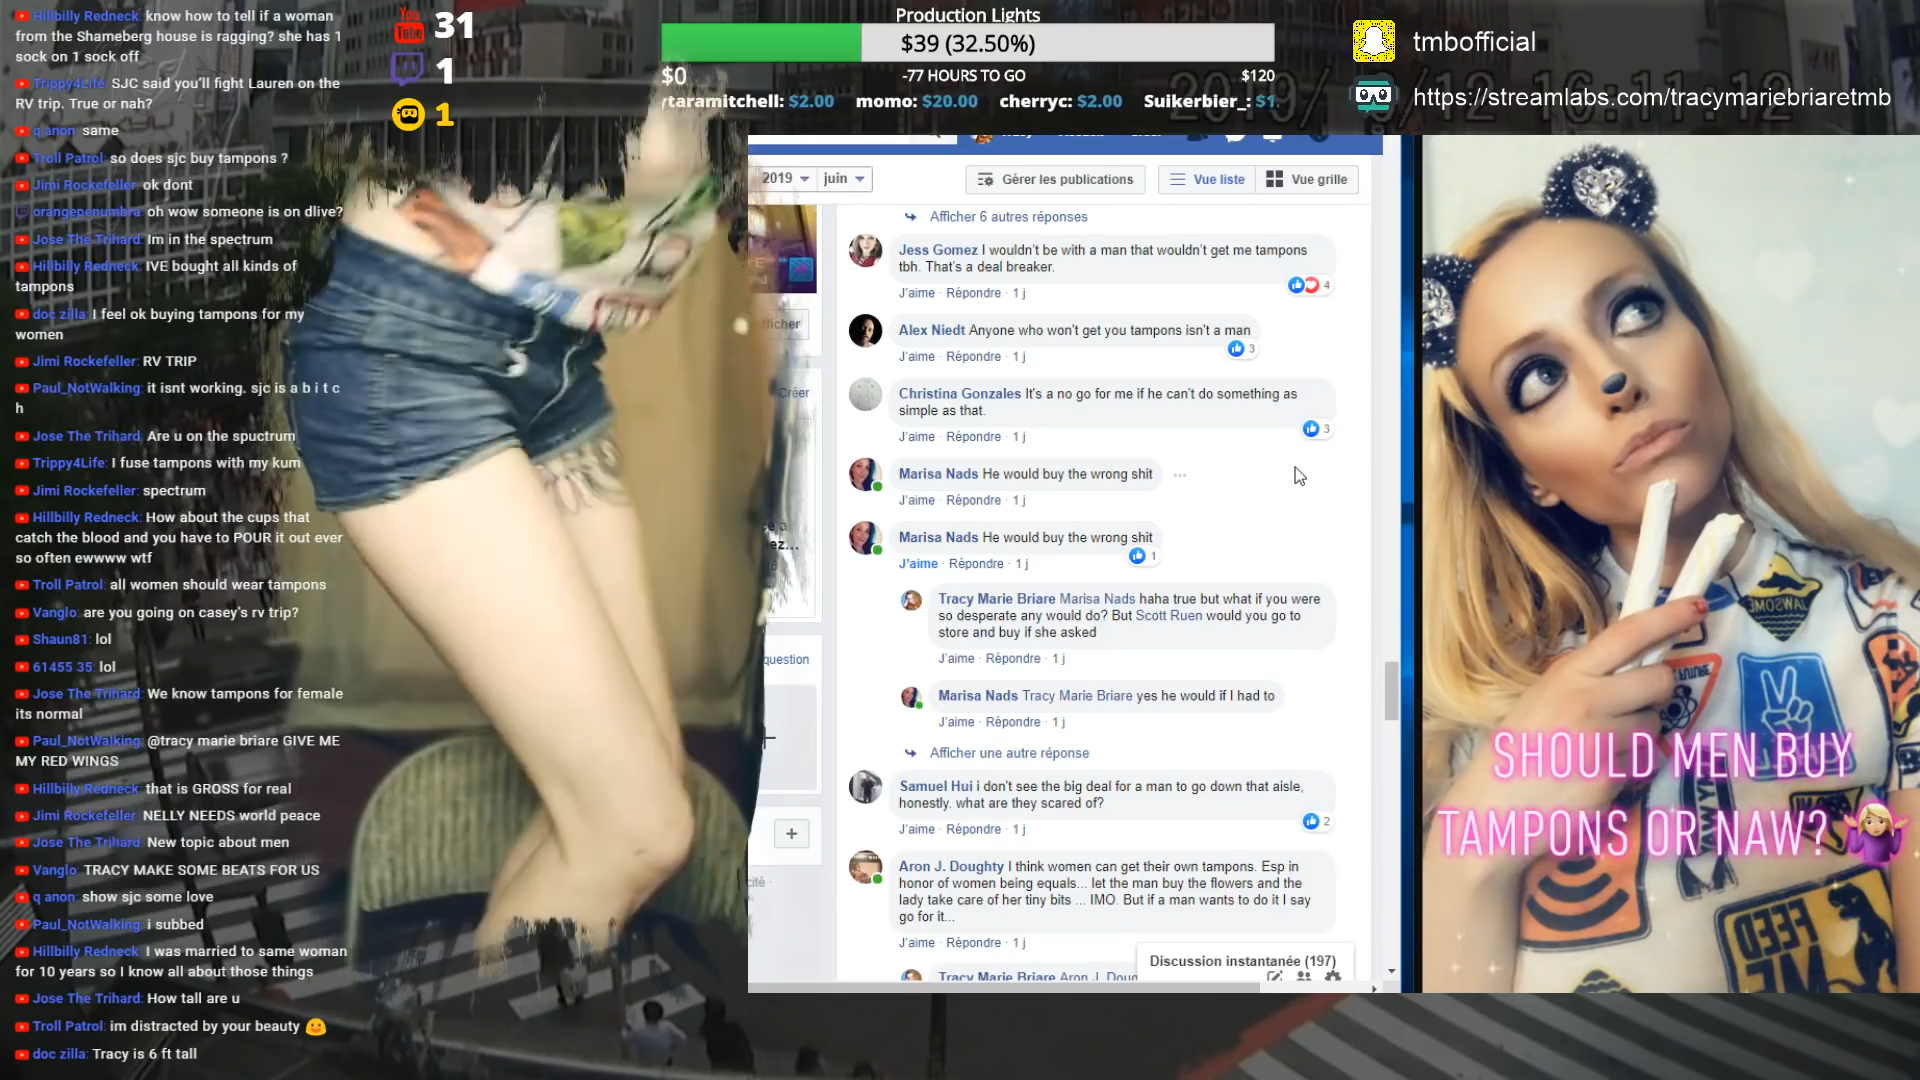 Hillbilly Redneck: know how to tell if a woman
from the Shameberg house is ragging? she has 1
sock on 1 sock off
Trippy4Life: SJC said you'll fight Lauren on the
RV trip. True or nah?
q anon: same
Troll Patrol: so does sjc buy tampons ?
Jimi Rockefeller: ok dont
orangepenumbra: oh wow someone is on dlive?
Jose The Trihard: Im in the spectrum
Hillbilly Redneck: IVE bought all kinds of
tampons
doc zilla: I feel ok buying tampons for my
women
Jimi Rockefeller: RV TRIP
Paul_NotWalking: it isnt working. sjc is a b i t c
h
Jose The Trihard: Are u on the spuctrum
Trippy4Life: I fuse tampons with my kum
Jimi Rockefeller: spectrum
Hillbilly Redneck: How about the cups that
catch the blood and you have to POUR it out ever
so often ewwww wtf
Troll Patrol: all women should wear tampons
Vanglo: are you going on casey's rv trip?
Shaun81: lol
61455 35: lol
Jose The Trihard: We know tampons for female
its normal
Paul_NotWalking: @tracy marie briare GIVE ME
MY RED WINGS
Hillbilly Redneck: that is GROSS for real
Jimi Rockefeller: NELLY NEEDS world peace
Jose The Trihard: New topic about men
Vanglo: TRACY MAKE SOME BEATS FOR US
q anon: show sjc some love
Paul_NotWalking: i subbed
Hillbilly Redneck: I was married to same woman
for 10 years so I know all about those things
Jose The Trihard: How tall are u
Troll Patrol: im distracted by your beauty
doc zilla: Tracy is 6 ft tall
You
Tube
31
1
1
Production Lights
$39 (32.50%)
$0
-77 HOURS TO GO
$120
taramitchell: $2.00 momo: $20.00 cherryc: $2.00 Suikerbier_: $1.
tmbofficial
https://streamlabs.com/tracymariebriaretmb
16:11:12
2019
juin
Gérer les publications
Vue liste
Vue grille
Afficher 6 autres réponses
Jess Gomez I wouldn't be with a man that wouldn't get me tampons
tbh. That's a deal breaker.
4
J'aime · Répondre · 1 j
Alex Niedt Anyone who won't get you tampons isn't a man
3
J'aime · Répondre · 1 j
Christina Gonzales It's a no go for me if he can't do something as
simple as that.
3
J'aime · Répondre · 1 j
Marisa Nads He would buy the wrong shit
J'aime · Répondre · 1 j
Marisa Nads He would buy the wrong shit
1
J'aime · Répondre · 1 j
Tracy Marie Briare Marisa Nads haha true but what if you were
so desperate any would do? But Scott Ruen would you go to
store and buy if she asked
J'aime · Répondre · 1 j
Marisa Nads Tracy Marie Briare yes he would if I had to
J'aime · Répondre · 1 j
Afficher une autre réponse
Samuel Hui i don't see the big deal for a man to go down that aisle,
honestly. what are they scared of?
2
J'aime · Répondre · 1 j
Aron J. Doughty I think women can get their own tampons. Esp in
honor of women being equals... let the man buy the flowers and the
lady take care of her tiny bits ... IMO. But if a man wants to do it I say
go for it...
J'aime · Répondre · 1 j
Tracy Marie Briare Aron J. Doug
Discussion instantanée (197)
Créer
question
SHOULD MEN BUY
TAMPONS OR NAW?
JAWSOME
FEED
ME